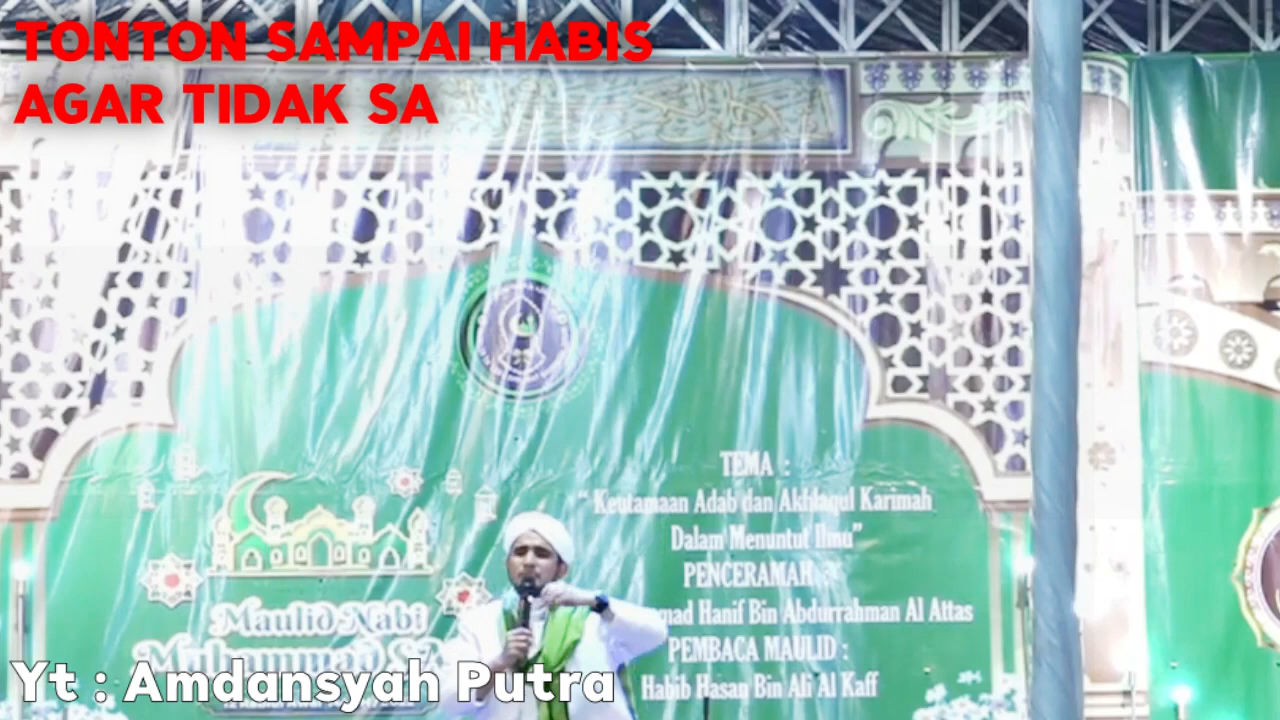 TONTON SAMPAI HABIS
AGAR TIDAK SA
TEMA :
" Keutamaan Adab dan Akhlaqul Karimah
Dalam Menuntut Ilmu"
PENCERAMAH :
Hanif Bin Abdurrahman Al Attas
PEMBACA MAULID :
Habib Hasan Bin Ali Al Kaff
Maulid Nabi
Muhammad
Yt : Amdansyah Putra